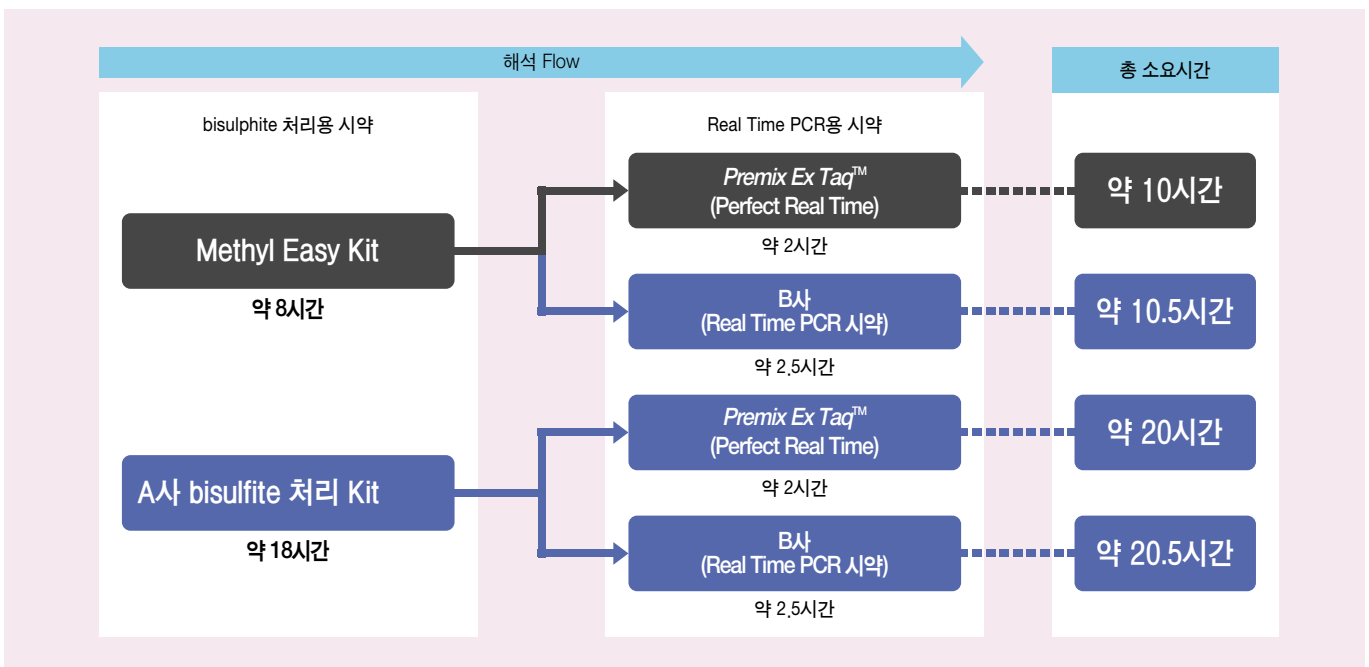 해석 Flow
총 소요시간
bisulphite 처리용 시약
Real Time PCR용 시약
Premix Ex Taq™
(Perfect Real Time)
약 2시간
약 10시간
Methyl Easy Kit
약 8시간
B사
(Real Time PCR 시약)
약 2.5시간
약 10.5시간
Premix Ex Taq™
(Perfect Real Time)
약 2시간
약 20시간
A사 bisulfite 처리 Kit
약 18시간
B사
(Real Time PCR 시약)
약 2.5시간
약 20.5시간